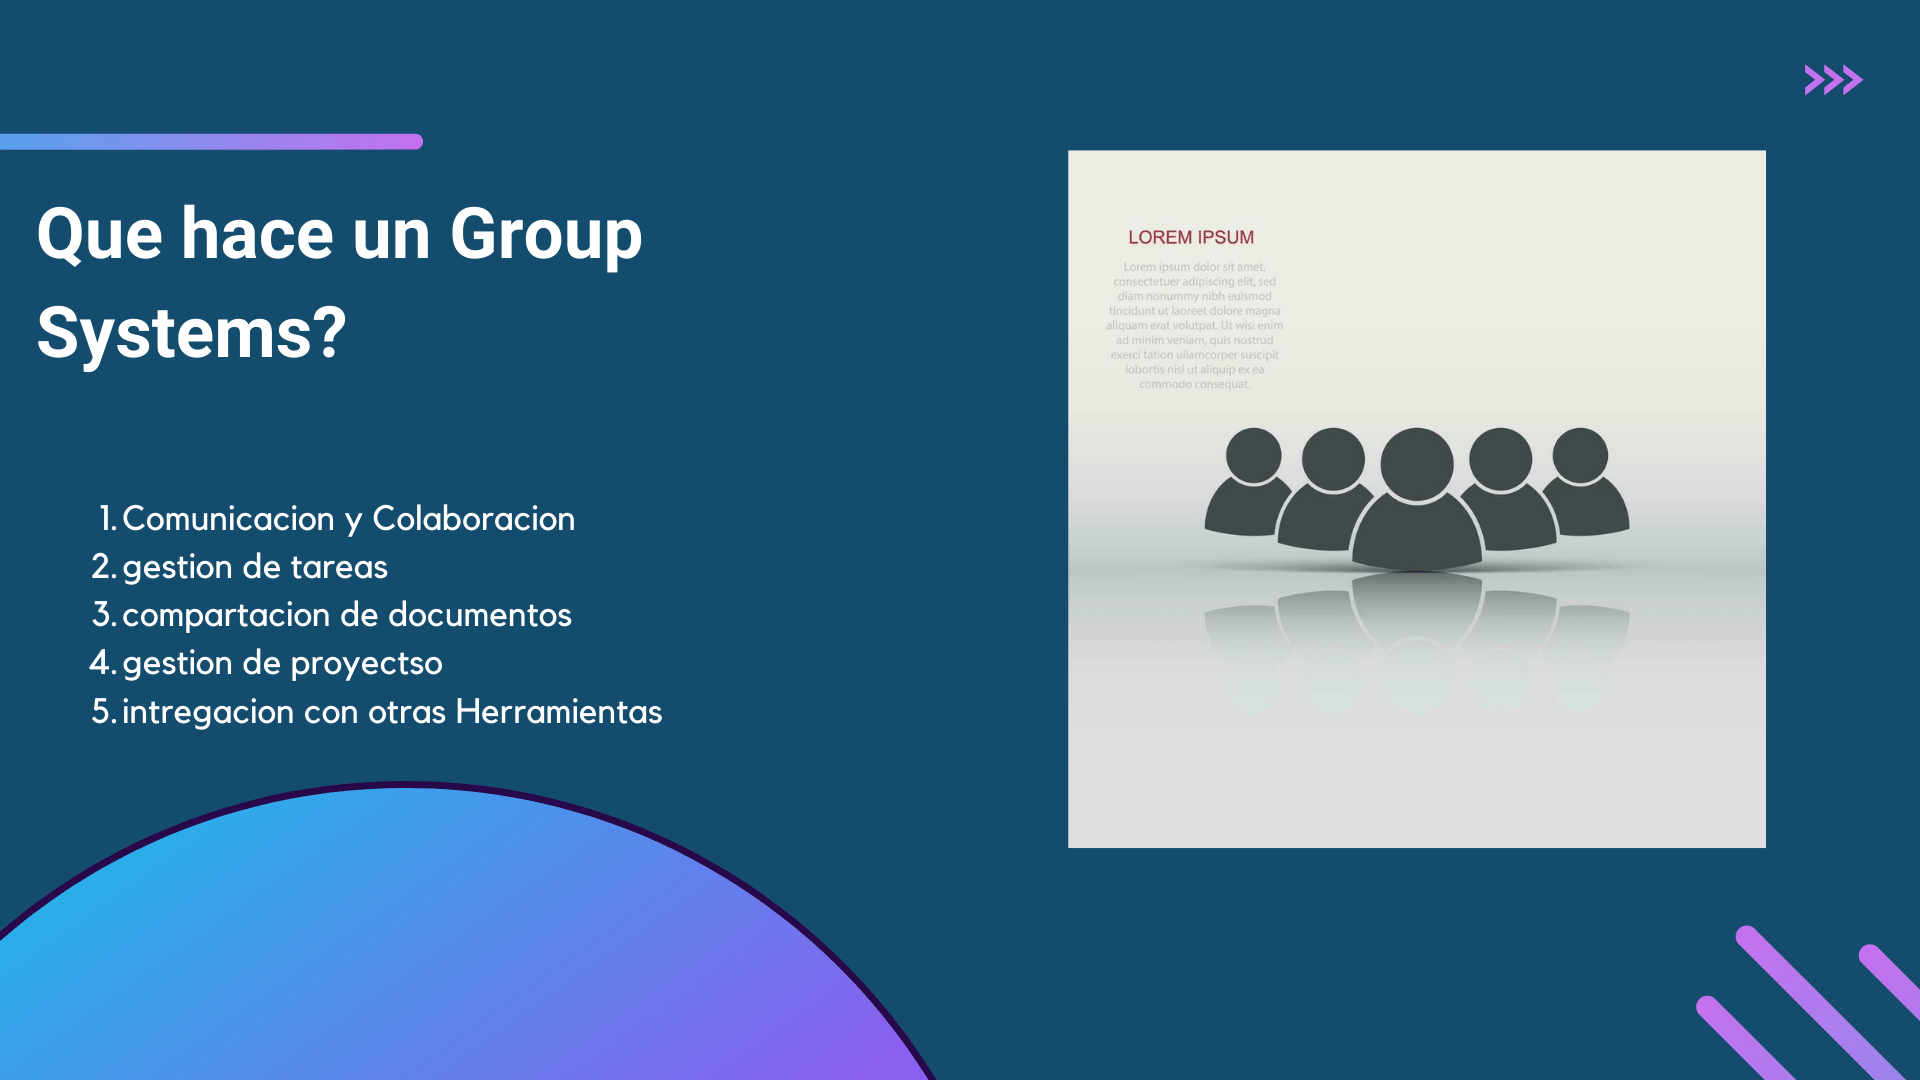 Que hace un Group
Systems?
1. Comunicacion y Colaboracion
2. gestion de tareas
3. compartacion de documentos
4. gestion de proyectso
5. intregacion con otras Herramientas
LOREM IPSUM
Lorem ipsum dolor sit amet,
consectetuer adipiscing elit, sed
diam nonummy nibh euismod
tincidunt ut laoreet dolore magna
aliquam erat volutpat. Ut wisi enim
ad minim veniam, quis nostrud
exerci tation ullamcorper suscipit
lobortis nisl ut aliquip ex ea
commodo consequat.